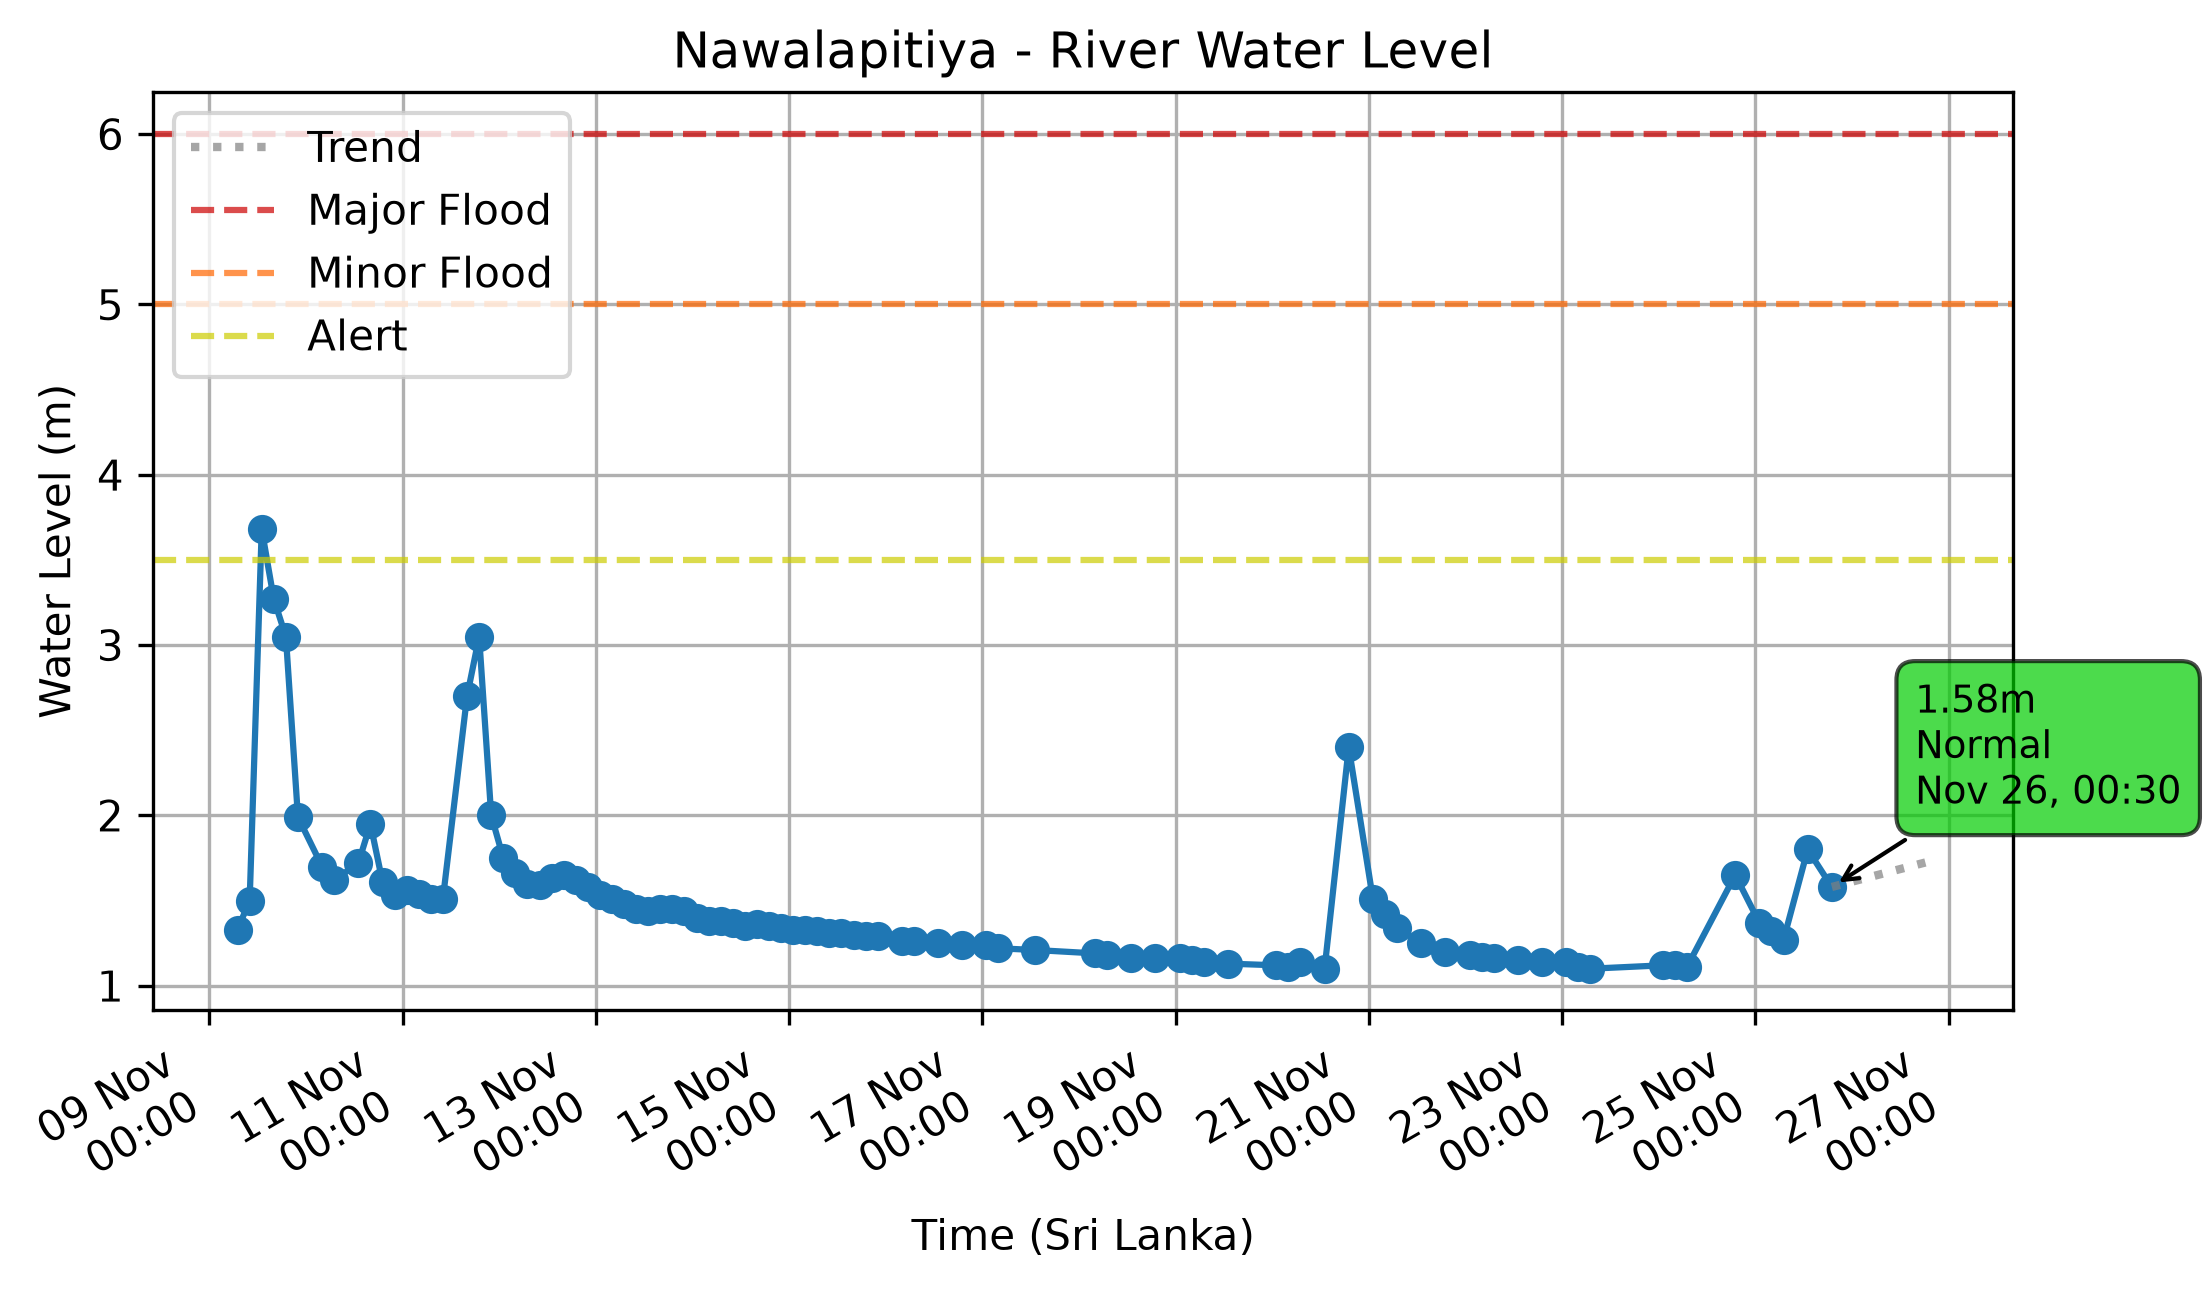 Nawalapitiya - River Water Level
Trend
Major Flood
Minor Flood
Alert
Water Level (m)
6
5
4
3
2
1
1.58m
Normal
Nov 26, 00:30
09 Nov
00:00
11 Nov
00:00
13 Nov
00:00
15 Nov
00:00
17 Nov
00:00
19 Nov
00:00
21 Nov
00:00
23 Nov
00:00
25 Nov
00:00
27 Nov
00:00
Time (Sri Lanka)